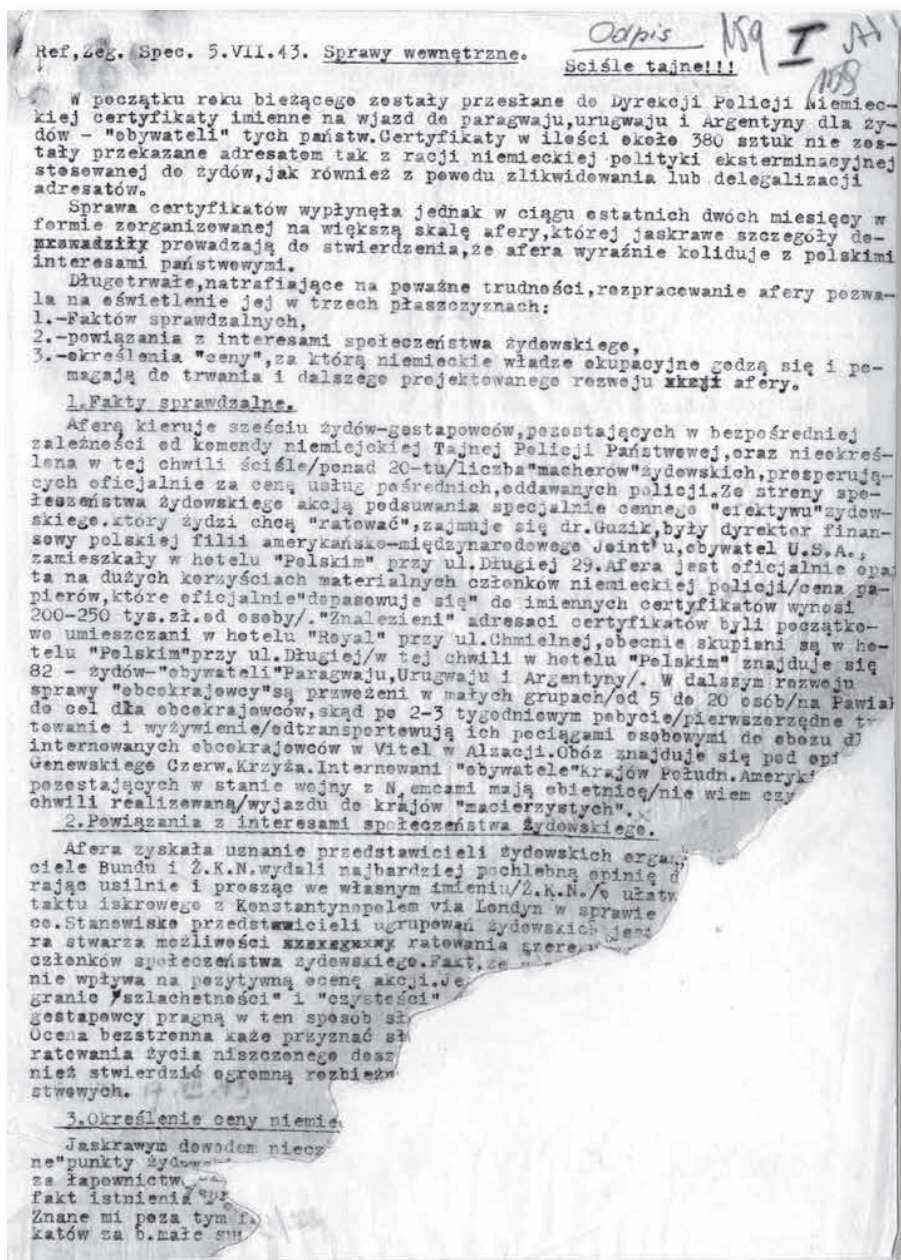 Odpis 159 I
Ref,Zeg. Spec. 5.VII.43. Sprawy wewnętrzne.
Sciśle tajne!!!
159
W początku roku bieżącego zostały przesłane do Dyrekcji Policji Niemiec-
kiej certyfikaty imienne na wjazd do paragwaju,urugwaju i Argentyny dla ży-
dów - "obywateli" tych państw.Certyfikaty w ilości około 380 sztuk nie zos-
tały przekazane adresatom tak z racji niemieckiej polityki eksterminacyjnej
stosowanej do żydów,jak również z powodu zlikwidowania lub delegalizacji
adresatów.
Sprawa certyfikatów wypłynęła jednak w ciągu ostatnich dwóch miesięcy w
formie zorganizowanej na większą skalę afery,której jaskrawe szczegóły do-
prowadziły prowadzają do stwierdzenia,że afera wyraźnie koliduje z polskimi
interesami państwowymi.
Długotrwałe,natrafiające na poważne trudności,rozpracowanie afery pozwa-
la na oświetlenie jej w trzech płaszczyznach:
1.-Faktów sprawdzalnych,
2.-powiązania z interesami społeczeństwa żydowskiego,
3.-określenia "ceny",za którą niemieckie władze okupacyjne godzą się i po-
magają do trwania i dalszego projektowanego rozwoju afery.
1.Fakty sprawdzalne.
Aferą kieruje sześciu żydów-gestapowców,pozostających w bezpośredniej
zależności od komendy niemiejckiej Tajnej Policji Państwowej,oraz nieokreś-
lona w tej chwili ściśle/ponad 20-tu/liczba"macherów"żydowskich,prosperują-
cych oficjalnie za cenę usług pośrednich,oddawanych policji.Ze strony spo-
łeszeństwa żydowskiego akcją podsuwania specjalnie cennego "efektywu"żydow-
skiego.który żydzi chcą "ratować",zajmuje się dr.Guzik,były dyrektor finan-
sowy polskiej filii amerykańsko-międzynarodowego Joint'u,obywatel U.S.A.,
zamieszkały w hotelu "Polskim" przy ul.Długiej 29.Afera jest oficjalnie opar
ta na dużych korzyściach materialnych członków niemieckiej policji/cena pa-
pierów,które oficjalnie"dopasowuje się" do imiennych certyfikatów wynosi
200-250 tys.zł.od osoby/."Znalezieni" adresaci certyfikatów byli początko-
wo umieszczani w hotelu "Royal" przy ul.Chmielnej,obecnie skupiani są w ho-
telu "Polskim"przy ul.Długiej/w tej chwili w hotelu "Polskim" znajduje się
82 - żydów-"obywateli"Paragwaju,Urugwaju i Argentyny/. W dalszym rozwoju
sprawy "obcokrajowcy"są przwożeni w małych grupach/od 5 do 20 osób/na Pawiak
do cel dla obcokrajowców,skąd po 2-3 tygodniowym pobycie/pierwszorzędne
towanie i wyżywienie/odtransportowują ich pociągami osobowymi do obozu dl
internowanych obcokrajowców w Vitel w Alzacji.Obóz znajduje się pod opi
Genewskiego Czerw.Krzyża.Internowani "obywatele"Krajów Połudn.Ameryki
pozostających w stanie wojny z N.emcami mają obietnicę/nie wiem czy
chwili realizowaną/wyjazdu do krajów "macierzystych".
2.Powiązania z interesami społeczeństwa żydowskiego.
Afera zyskała uznanie przedstawicieli żydowskich organ
ciele Bundu i Ż.K.N.wydali najbardziej pochlebną opinię
rając usilnie i prosząc we własnym imieniu/Ż.K.N./o ułatw
taktu iskrowego z Konstantynopolem via Londyn w sprawie
co.Stanowisko przedstawicieli ugrupowań żydowskich jest
ra stwarza możliwości ratowania szereg
członków społeczeństwa żydowskiego.Fakt,że
nie wpływa na pozytywną ocenę akcji.Je
granic "szlachetności" i "czystości"
gestapowcy pragną w ten sposob
Ocena bezstronna każe przyznać
ratowania życia niszczonego dosz
nież stwierdzić ogromną rozbieżn
stwowych.
3.Określenie ceny niemie
Jaskrawym dowodem niecz
ne"punkty żydow
za łapownictw
fakt istnienia
Znane mi poza tym
katów za b.małe